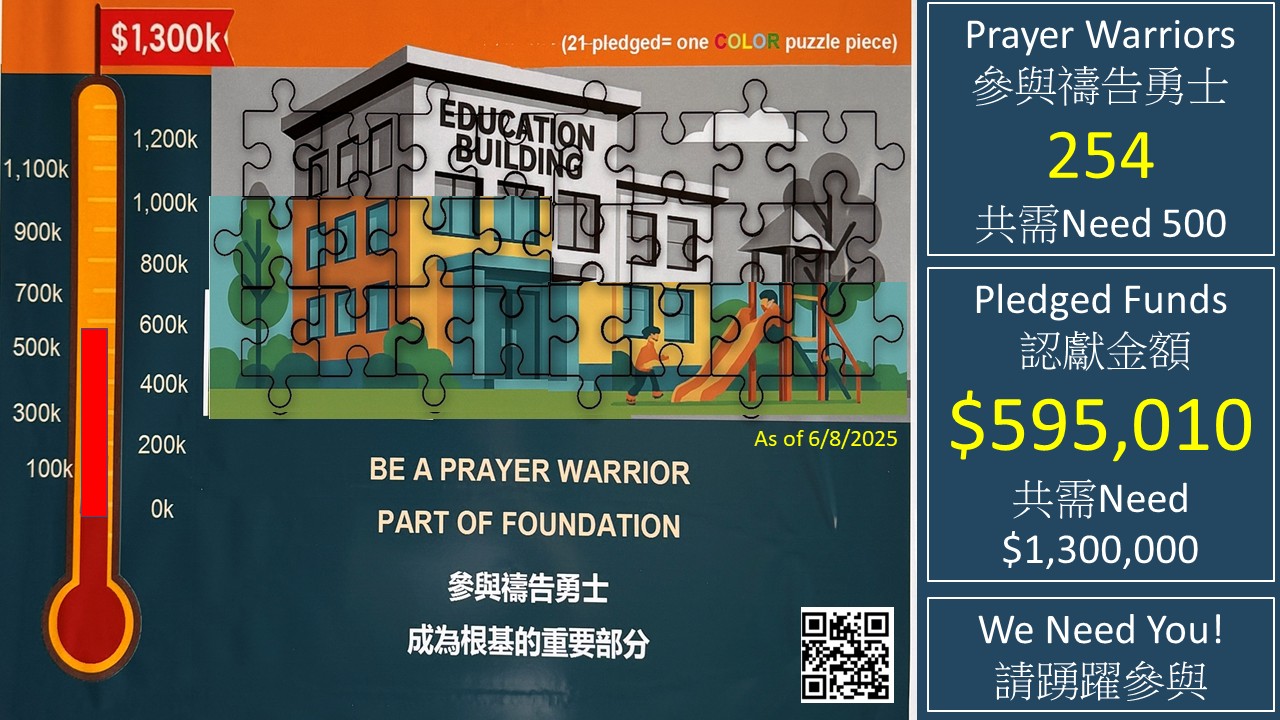 $1,300k
(21 pledged= one COLOR puzzle piece)
EDUCATION
BUILDING
1,200k
1,100k
1,000k
900k
800k
700k
600k
500k
400k
300k
200k
100k
0k
As of 6/8/2025
BE A PRAYER WARRIOR
PART OF FOUNDATION
參與禱告勇士
成為根基的重要部分
Prayer Warriors
參與禱告勇士
254
共需Need 500
Pledged Funds
認獻金額
$595,010
共需Need
$1,300,000
We Need You!
請踴躍參與